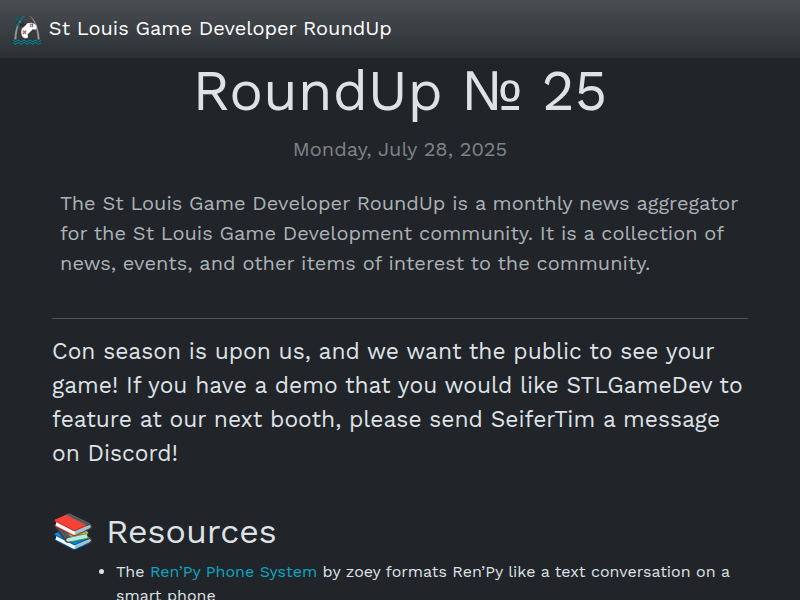 St Louis Game Developer RoundUp
RoundUp № 25
Monday, July 28, 2025
The St Louis Game Developer RoundUp is a monthly news aggregator
for the St Louis Game Development community. It is a collection of
news, events, and other items of interest to the community.
Con season is upon us, and we want the public to see your
game! If you have a demo that you would like STLGameDev to
feature at our next booth, please send SeiferTim a message
on Discord!
Resources
• The Ren’Py Phone System by zoey formats Ren’Py like a text conversation on a
smart phone